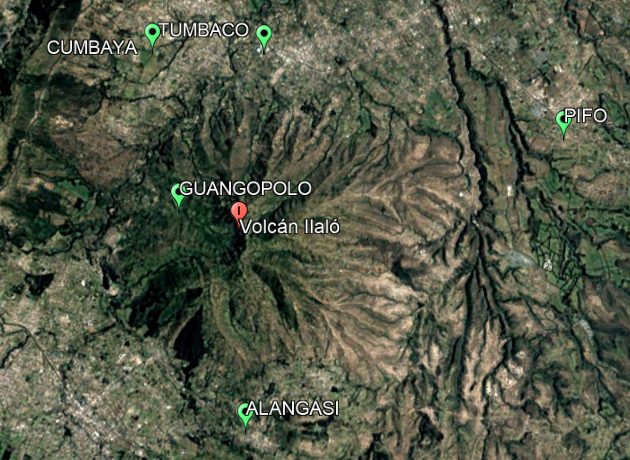 TUMBACO
CUMBAYA
PIFO
GUANGOPOLO
Volcán Ilaló
ALANGASI